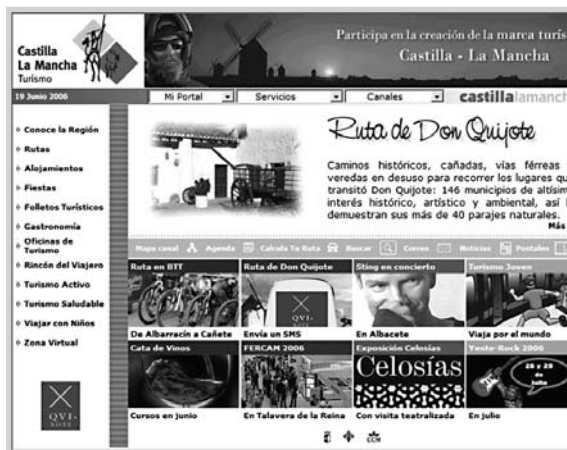 Castilla
La Mancha
Turismo
Participa en la creación de la marca turís
Castilla - La Mancha
19 Junio 2006
Mi Portal
Servicios
Canales
castillalamanch
Conoce la Región
Rutas
Alojamientos
Fiestas
Folletos Turísticos
Gastronomía
Oficinas de
Turismo
Rincón del Viajero
Turismo Activo
Turismo Saludable
Viajar con Niños
Zona Virtual
QVI-
Ruta de Don Quijote
Caminos históricos, cañadas, vías férreas
veredas en desuso para recorrer los lugares qu
transitó Don Quijote: 146 municipios de altísim
interés histórico, artístico y ambiental, así
demuestran sus más de 40 parajes naturales.
Más
Mapa canal
Agenda
Calcula Tu Ruta
Buscar
Correo
Noticias
Postales
Ruta en BTT
Ruta de Don Quijote
Sting en concierto
Turismo Joven
QVI-
De Albarracín a Cañete
Envía un SMS
En Albacete
Viaja por el mundo
Cata de Vinos
FERCAM 2006
Exposición Celosías
Yeste-Rock 2006
Celosías
28 y 29
de
Julio
Cursos en junio
En Talavera de la Reina
Con visita teatralizada
En julio
CCM